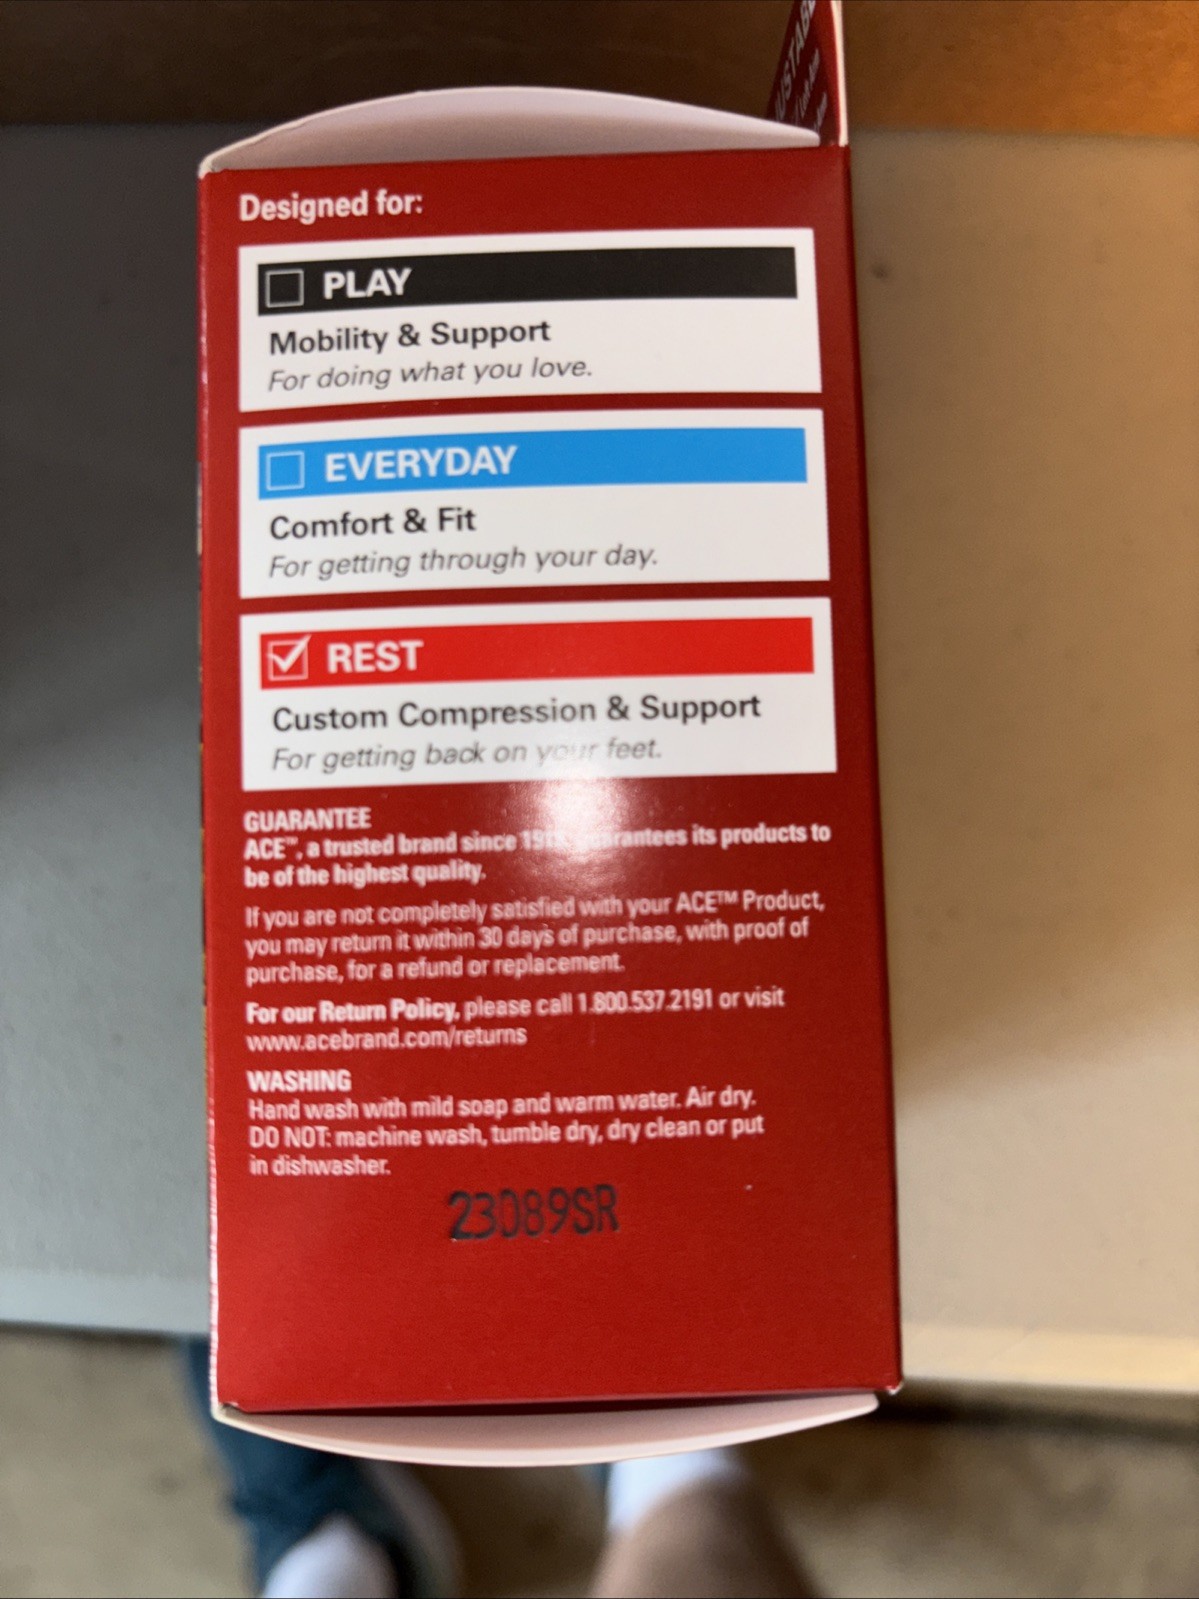 Designed for:
PLAY
Mobility & Support
For doing what you love.
EVERYDAY
Comfort & Fit
For getting through your day.
REST
Custom Compression & Support
For getting back on your feet.
GUARANTEE
ACE™, a trusted brand since guarantees its products to
be of the highest quality.
If you are not completely satisfied with your ACE™ Product,
you may return it within 30 days of purchase, with proof of
purchase, for a refund or replacement.
For our Return Policy, please call 1.800.537.2191 or visit
www.acebrand.com/returns
WASHING
Hand wash with mild soap and warm water. Air dry.
DO NOT: machine wash, tumble dry, dry clean or put
in dishwasher.
23089SR